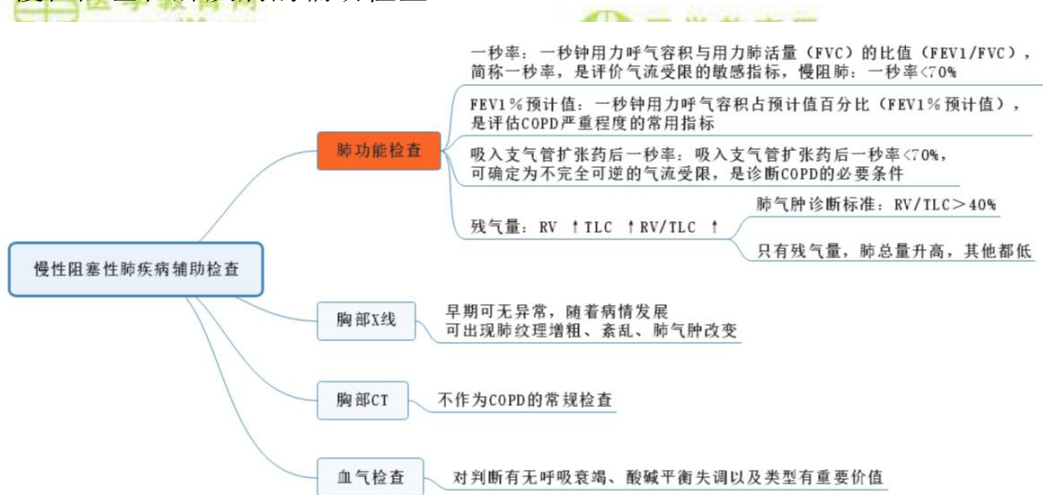 一秒率：一秒钟用力呼气容积与用力肺活量（FVC）的比值（FEV1/FVC），
简称一秒率，是评价气流受限的敏感指标，慢阻肺：一秒率<70%
FEV1%预计值：一秒钟用力呼气容积占预计值百分比（FEV1%预计值），
是评估COPD严重程度的常用指标
肺功能检查
吸入支气管扩张药后一秒率：吸入支气管扩张药后一秒率<70%，
可确定为不完全可逆的气流受限，是诊断COPD的必要条件
残气量：RV ↑TLC ↑RV/TLC ↑
肺气肿诊断标准：RV/TLC＞40%
只有残气量，肺总量升高，其他都低
慢性阻塞性肺疾病辅助检查
胸部X线
早期可无异常，随着病情发展
可出现肺纹理增粗、紊乱、肺气肿改变
胸部CT
不作为COPD的常规检查
血气检查
对判断有无呼吸衰竭、酸碱平衡失调以及类型有重要价值